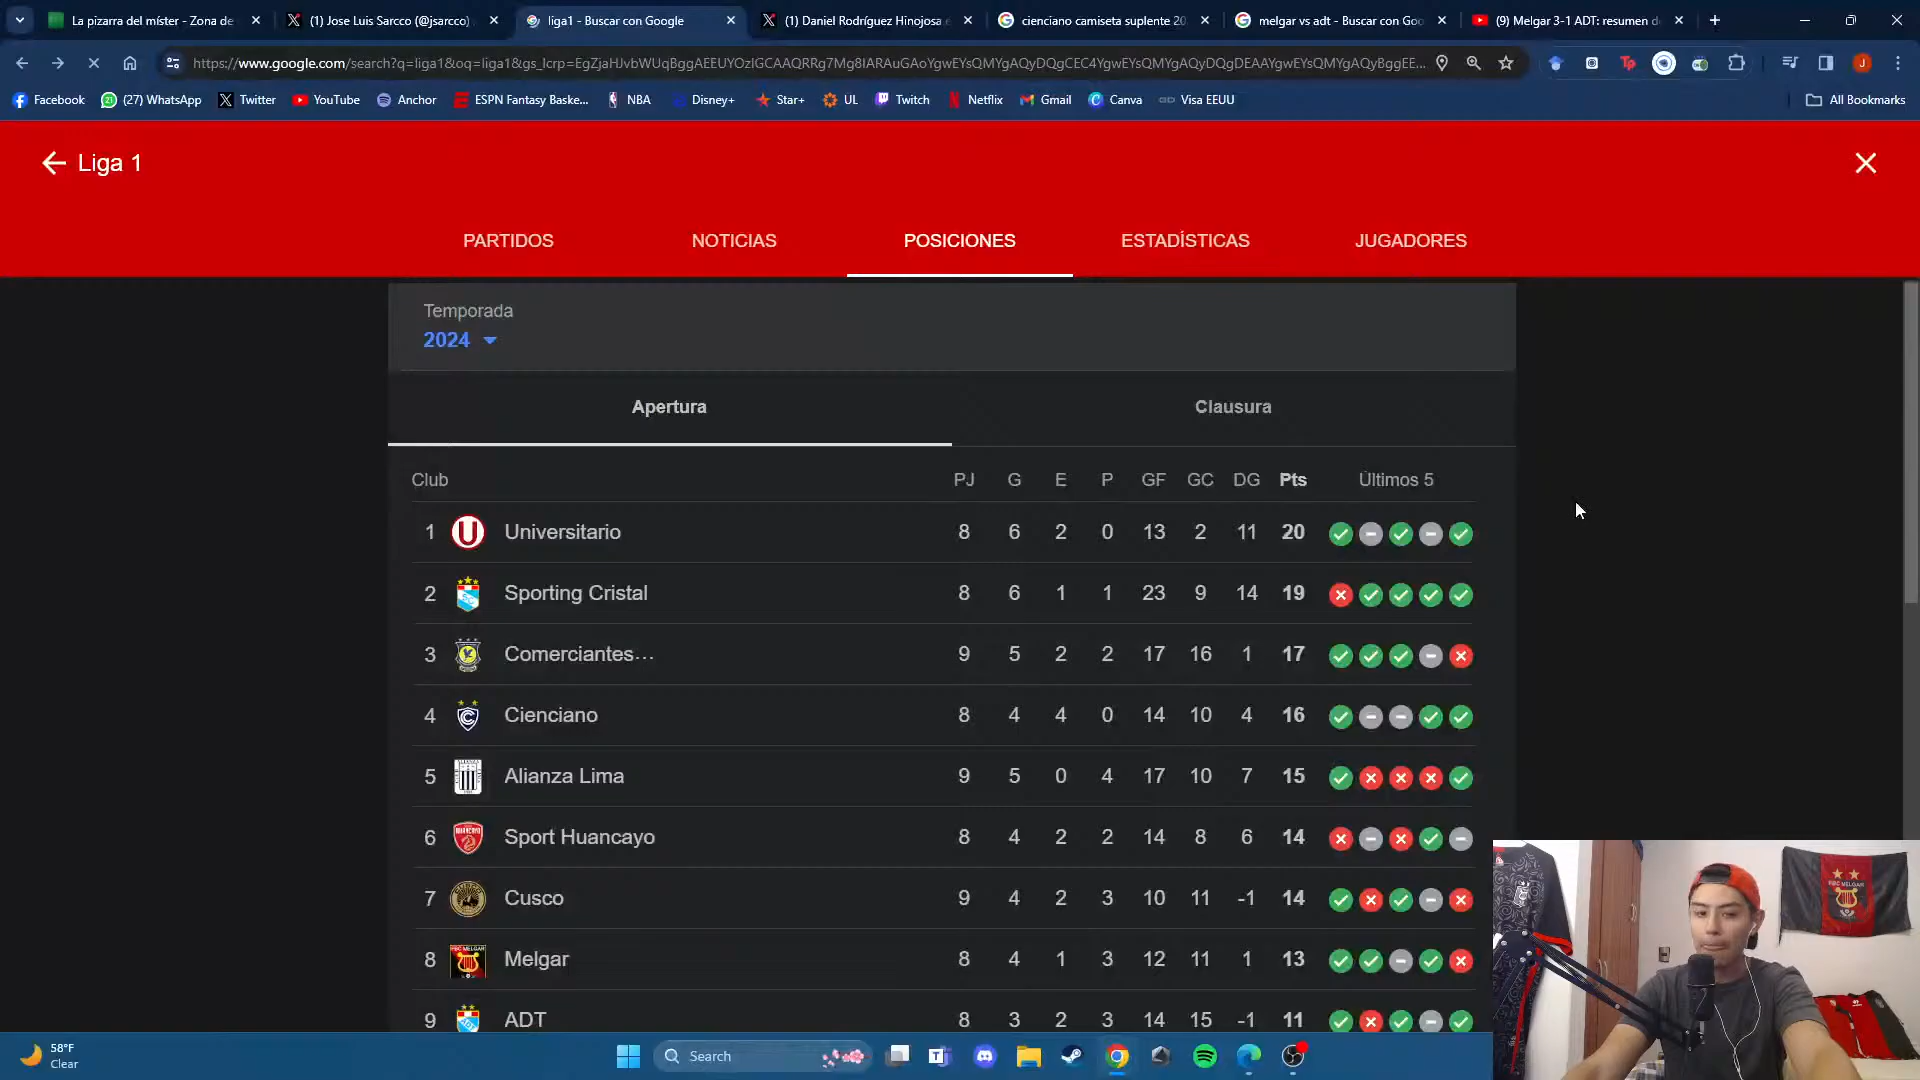 La pizarra del míster - Zona de
(1) Jose Luis Sarcco (@jsarcco)
liga1 - Buscar con Google
(1) Daniel Rodríguez Hinojosa e
cienciano camiseta suplente 20
melgar vs adt - Buscar con Goo
(9) Melgar 3-1 ADT: resumen d
https://www.google.com/search?q=liga1&oq=liga1&gs_lcrp=EgZjaHJvbWUqBggAEEUYOzIGCAAQRRg7Mg8IARAuGAoYgwEYsQMYgAQyDQgCEC4YgwEYsQMYgAQyDQgDEAAYgwEYsQMYgAQyBggEE...
Facebook
(27) WhatsApp
Twitter
YouTube
Anchor
ESPN Fantasy Baske...
NBA
Disney+
Star+
UL
Twitch
Netflix
Gmail
Canva
Visa EEUU
All Bookmarks
Liga 1
PARTIDOS NOTICIAS POSICIONES ESTADÍSTICAS JUGADORES
Temporada
2024
Apertura Clausura
Club PJ G E P GF GC DG Pts Últimos 5
1 Universitario 8 6 2 0 13 2 11 20
2 Sporting Cristal 8 6 1 1 23 9 14 19
3 Comerciantes... 9 5 2 2 17 16 1 17
4 Cienciano 8 4 4 0 14 10 4 16
5 Alianza Lima 9 5 0 4 17 10 7 15
6 Sport Huancayo 8 4 2 2 14 8 6 14
7 Cusco 9 4 2 3 10 11 -1 14
8 Melgar 8 4 1 3 12 11 1 13
9 ADT 8 3 2 3 14 15 -1 11
58°F
Clear
Search